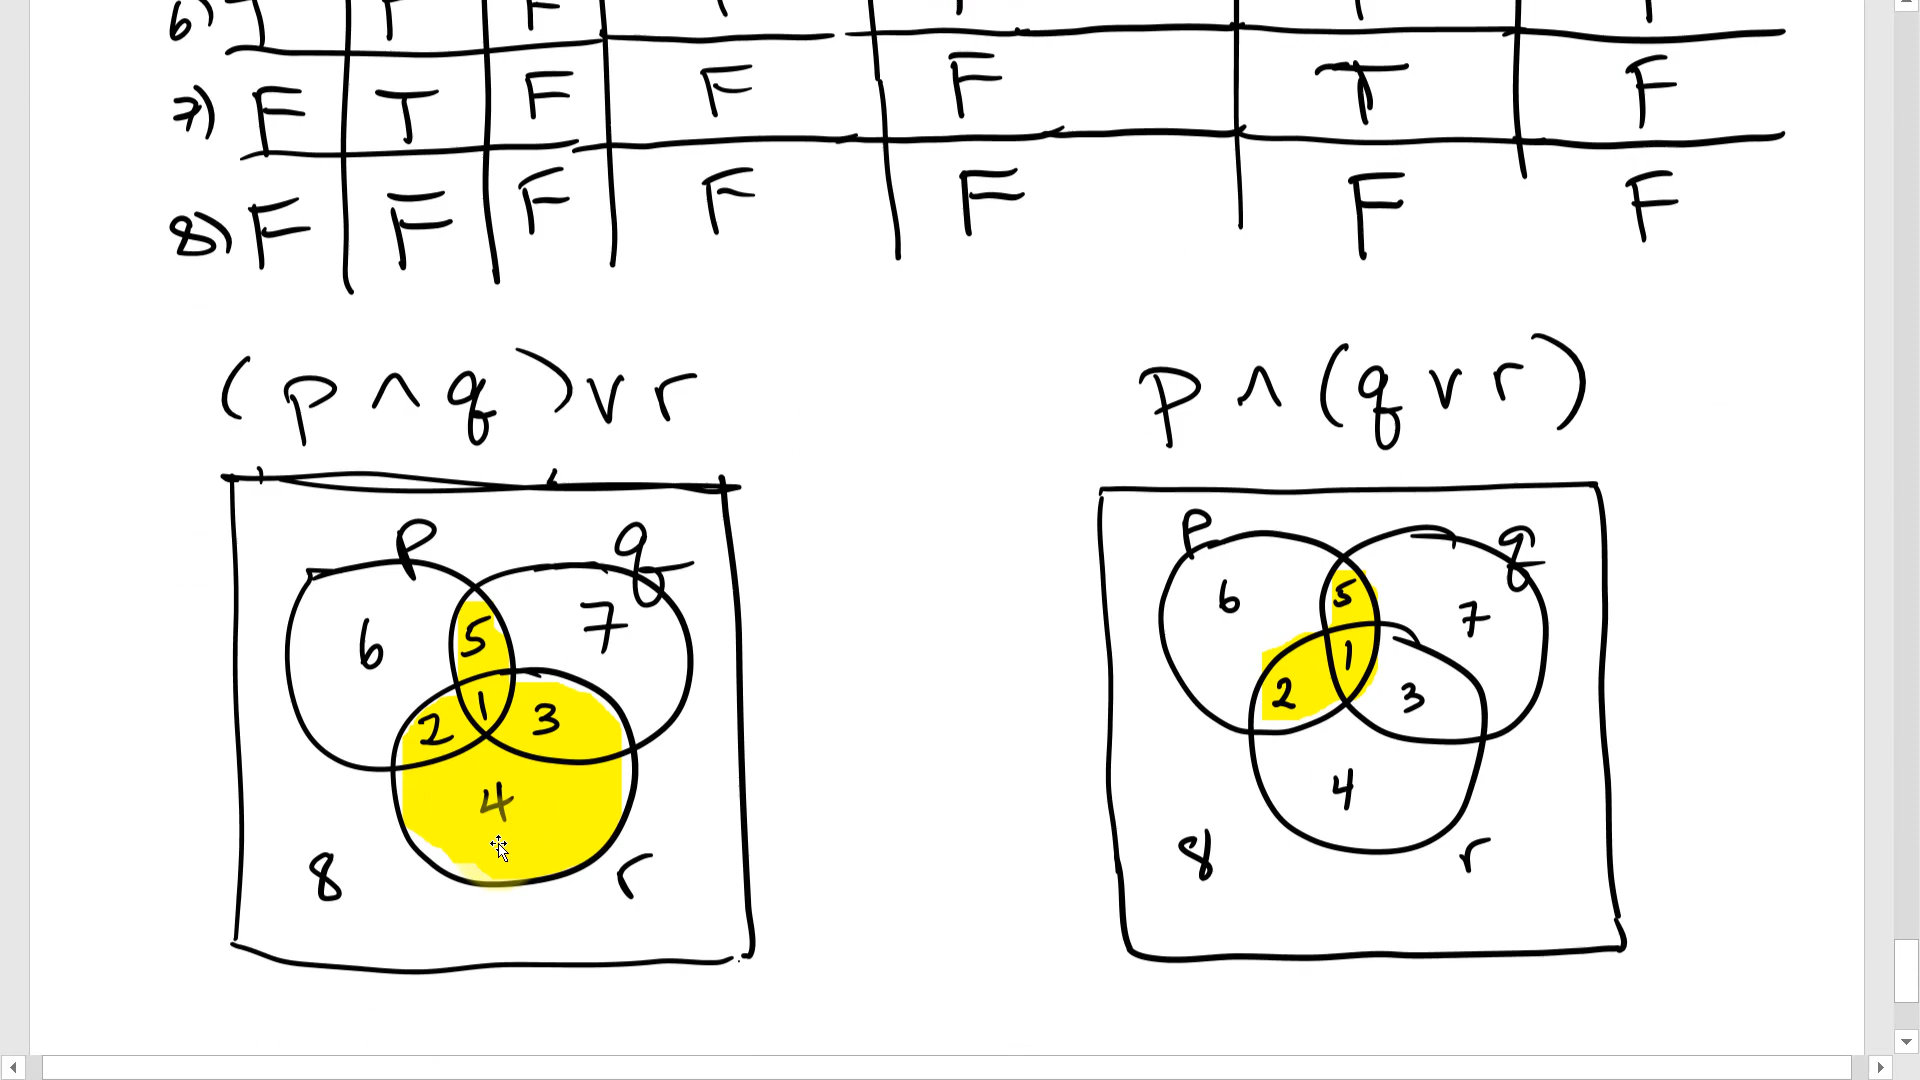 6) T T F F F T F
7) F T F F F T F
8) F F F F F F F
(p ∧ q) ∨ r p ∧ (q ∨ r)
p q p q
6 5 7 6 5 7
2 1 3 2 1 3
4 4
8 r 8 r